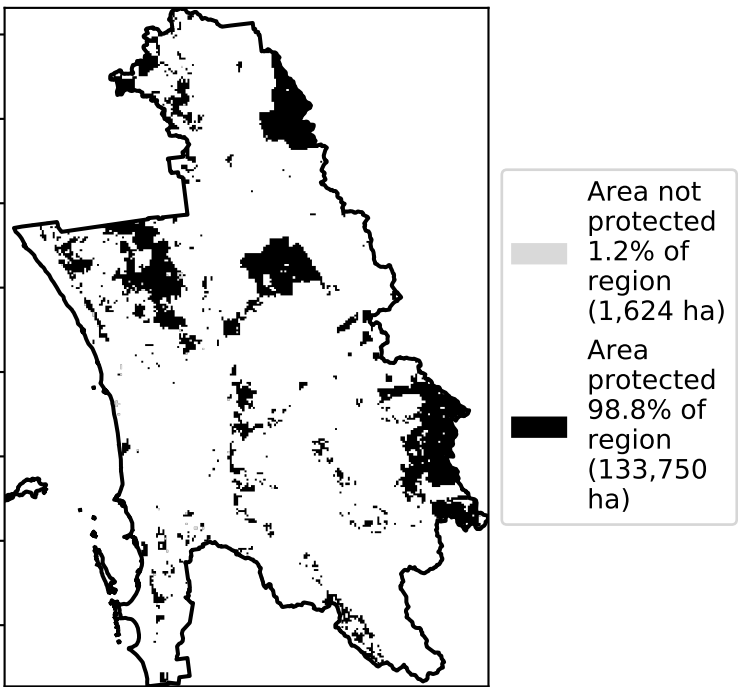 Area not
protected
1.2% of
region
(1,624 ha)
Area
protected
98.8% of
region
(133,750
ha)